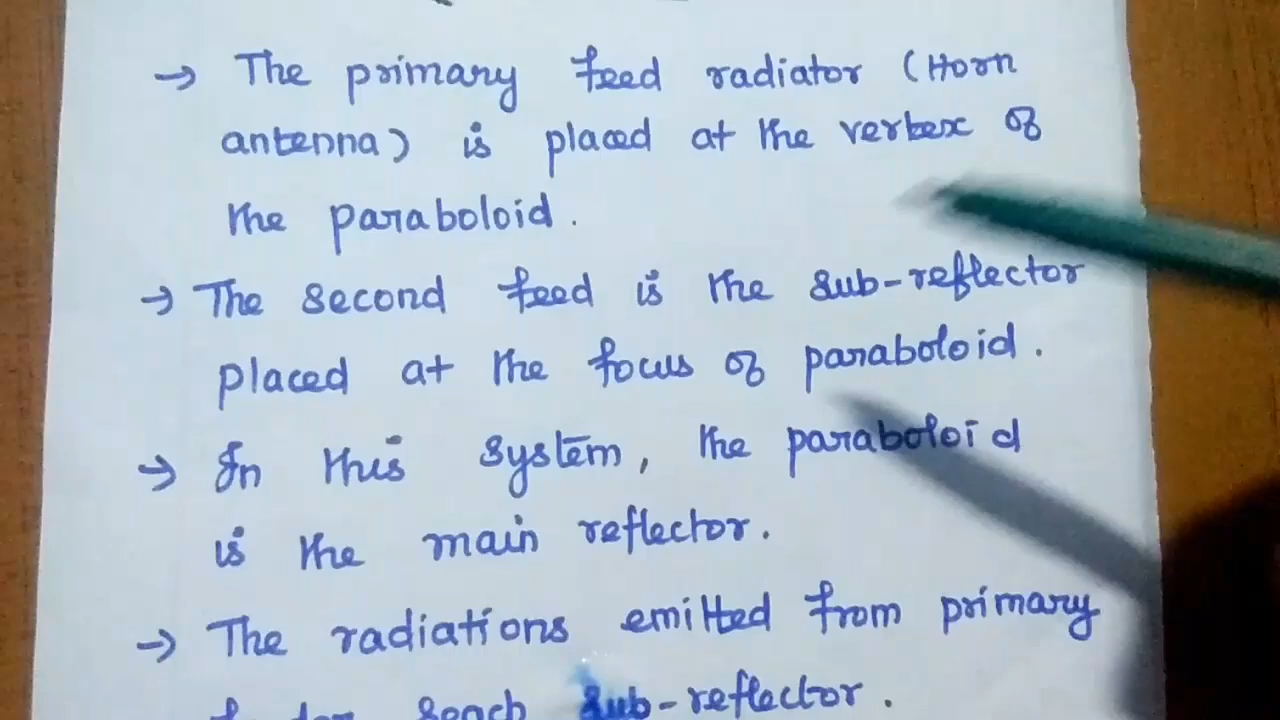 → The primary feed radiator (Horn
antenna) is placed at the vertex of
the paraboloid.
→ The second feed is the sub-reflector
placed at the focus of paraboloid.
→ In this system, the paraboloid
is the main reflector.
→ The radiations emitted from primary
sub-reflector.